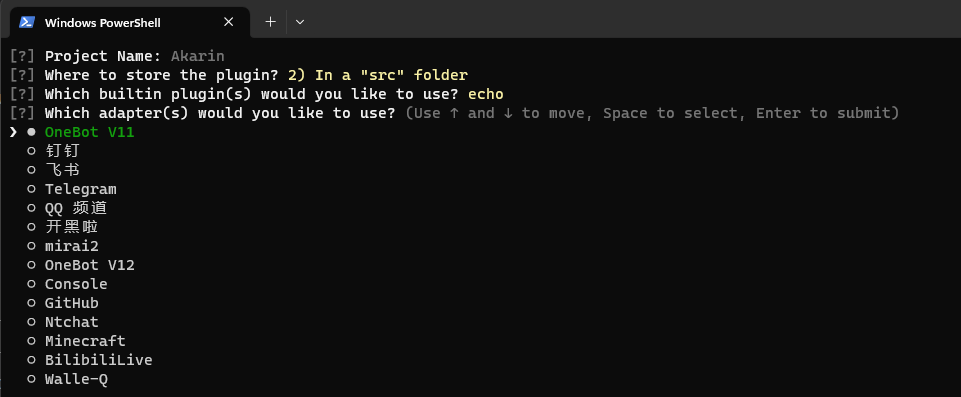 Windows PowerShell
[?] Project Name: Akarin
[?] Where to store the plugin? 2) In a "src" folder
[?] Which builtin plugin(s) would you like to use? echo
[?] Which adapter(s) would you like to use? (Use ↑ and ↓ to move, Space to select, Enter to submit)
❯ ● OneBot V11
○ 钉钉
○ 飞书
○ Telegram
○ QQ 频道
○ 开黑啦
○ mirai2
○ OneBot V12
○ Console
○ GitHub
○ Ntchat
○ Minecraft
○ BilibiliLive
○ Walle-Q